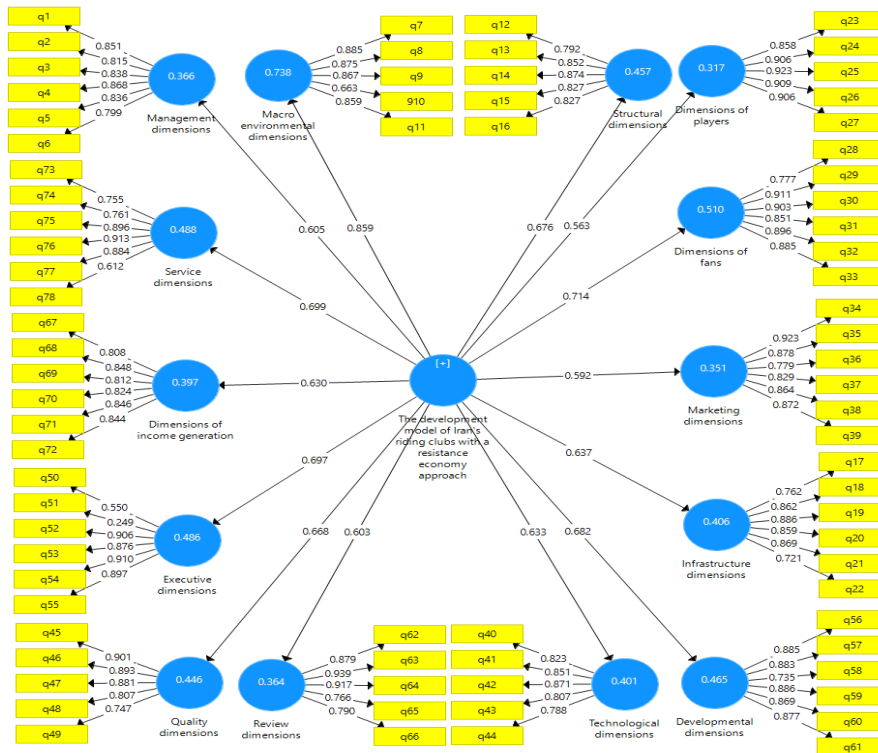 q1
q2
q3
q4
q5
q6
0.851
0.815
0.838
0.868
0.836
0.799
0.366
Management
dimensions
0.738
Macro
environmental
dimensions
0.885
0.875
0.867
0.663
0.859
q7
q8
q9
910
q11
q12
q13
q14
q15
q16
0.792
0.852
0.874
0.827
0.827
0.457
Structural
dimensions
0.317
Dimensions of
players
0.858
0.906
0.923
0.909
0.906
q23
q24
q25
q26
q27
q73
q74
q75
q76
q77
q78
0.755
0.761
0.896
0.913
0.884
0.612
0.488
Service
dimensions
0.510
Dimensions of
fans
0.777
0.911
0.903
0.851
0.896
0.885
q28
q29
q30
q31
q32
q33
0.605
0.859
0.676
0.563
0.699
0.714
q67
q68
q69
q70
q71
q72
0.808
0.848
0.812
0.824
0.846
0.844
0.397
Dimensions of
income generation
0.630
[+]
The development
model of Iran's
riding clubs with a
resistance
economy
approach
0.592
0.351
Marketing
dimensions
0.923
0.878
0.779
0.829
0.864
0.872
q34
q35
q36
q37
q38
q39
q50
q51
q52
q53
q54
q55
0.550
0.249
0.906
0.876
0.910
0.897
0.486
Executive
dimensions
0.697
0.637
0.406
Infrastructure
dimensions
0.762
0.862
0.886
0.859
0.869
0.721
q17
q18
q19
q20
q21
q22
0.668
0.603
0.633
0.682
q45
q46
q47
q48
q49
0.901
0.893
0.881
0.807
0.747
0.446
Quality
dimensions
0.364
Review
dimensions
0.879
0.939
0.917
0.766
0.790
q62
q63
q64
q65
q66
q40
q41
q42
q43
q44
0.823
0.851
0.871
0.807
0.788
0.401
Technological
dimensions
0.465
Developmental
dimensions
0.885
0.883
0.735
0.886
0.869
0.877
q56
q57
q58
q59
q60
q61